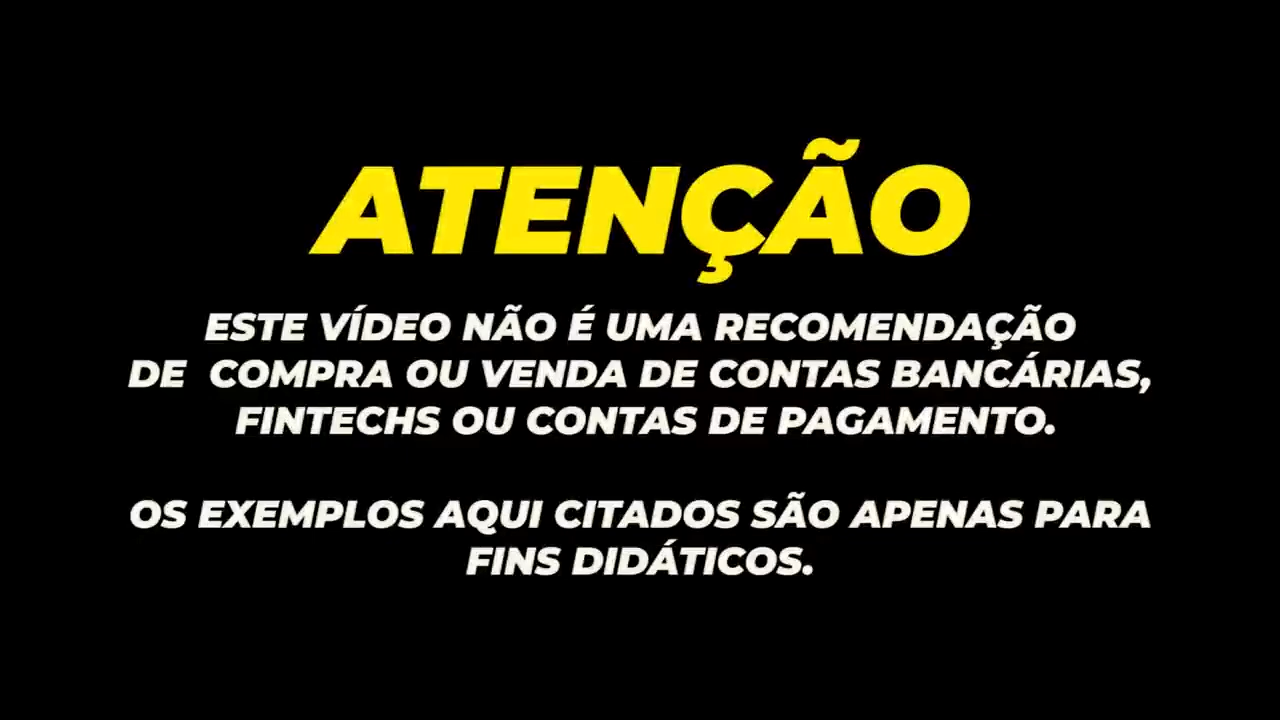 ATENÇÃO
ESTE VÍDEO NÃO É UMA RECOMENDAÇÃO
DE COMPRA OU VENDA DE CONTAS BANCÁRIAS,
FINTECHS OU CONTAS DE PAGAMENTO.
OS EXEMPLOS AQUI CITADOS SÃO APENAS PARA
FINS DIDÁTICOS.